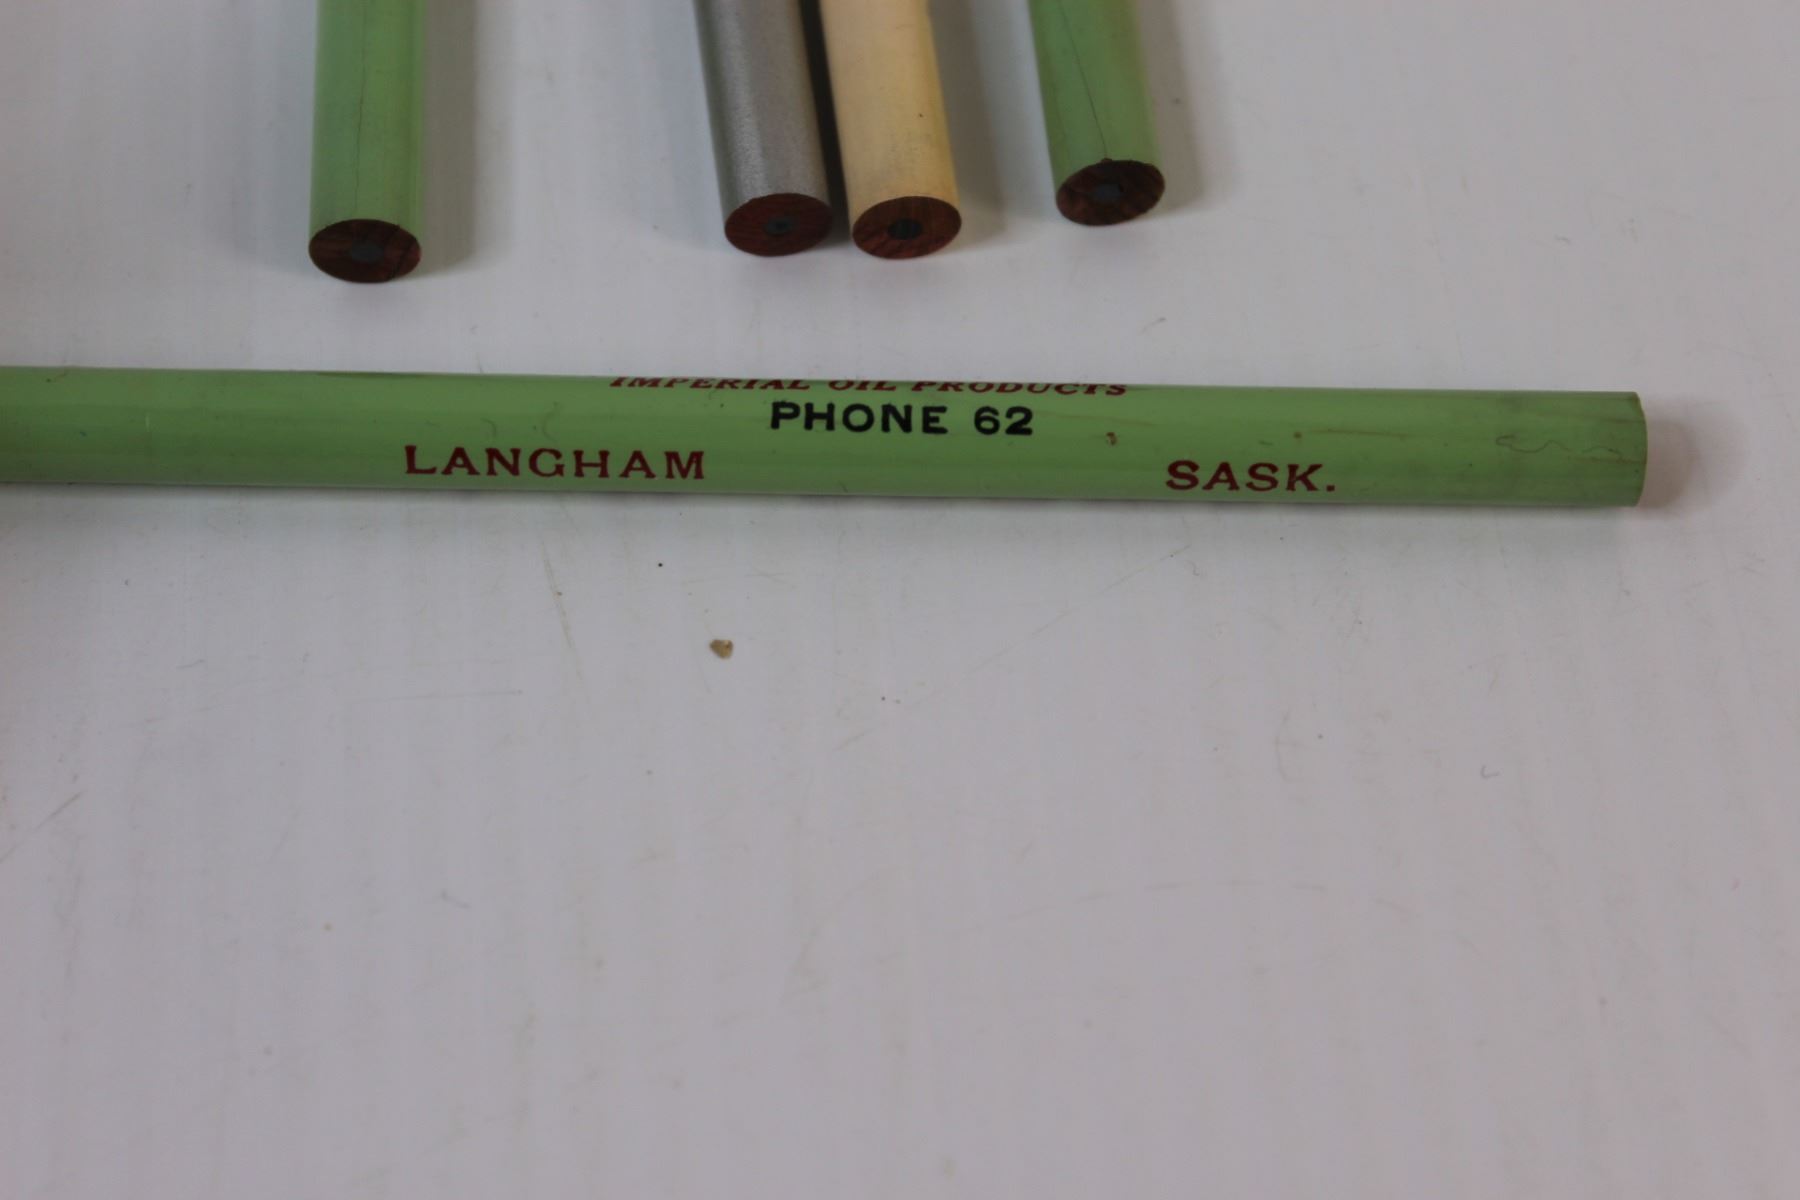 IMPERIAL OIL PRODUCTS
PHONE 62
LANGHAM SASK.